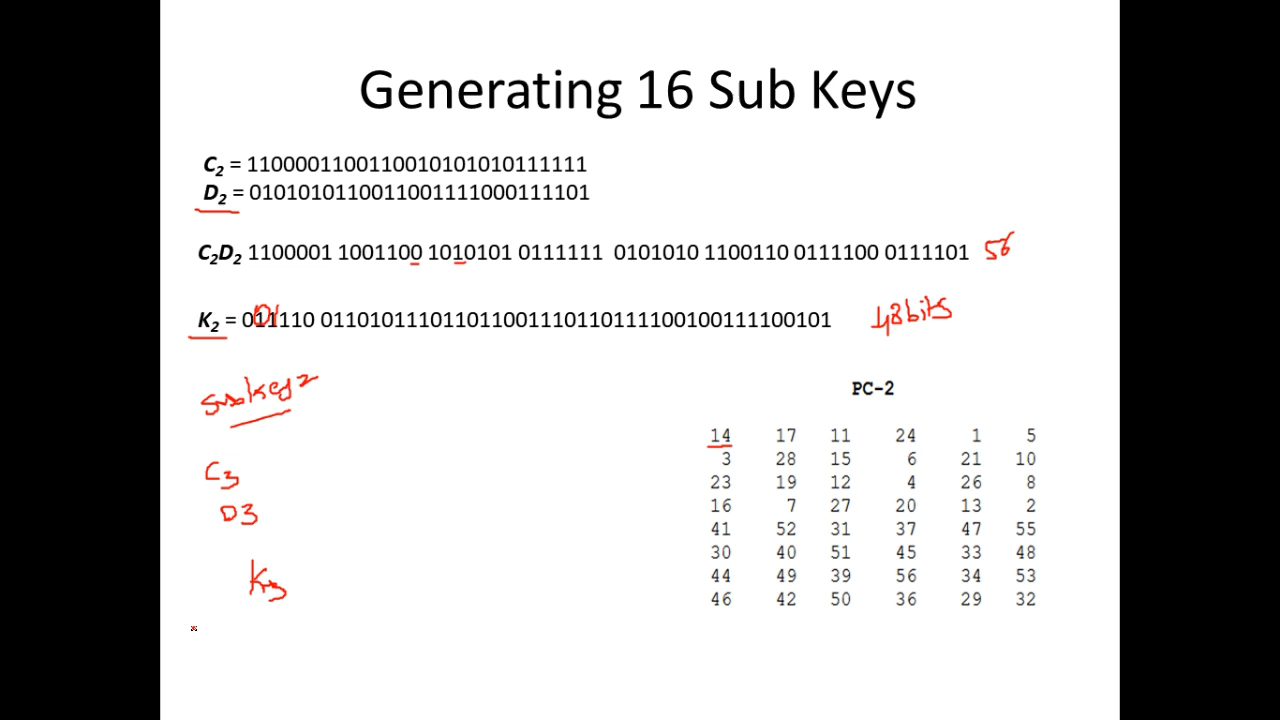 Generating 16 Sub Keys
C₂ = 1100001100110010101010111111
D₂ = 0101010110011001111000111101
C₂D₂ 1100001 1001100 1010101 0111111 0101010 1100110 0111100 0111101 56
01
K₂ = 011110 011010111011011001110110111100100111100101 48bits
subkey2
C3
D3
K3
PC-2
14 17 11 24 1 5
3 28 15 6 21 10
23 19 12 4 26 8
16 7 27 20 13 2
41 52 31 37 47 55
30 40 51 45 33 48
44 49 39 56 34 53
46 42 50 36 29 32